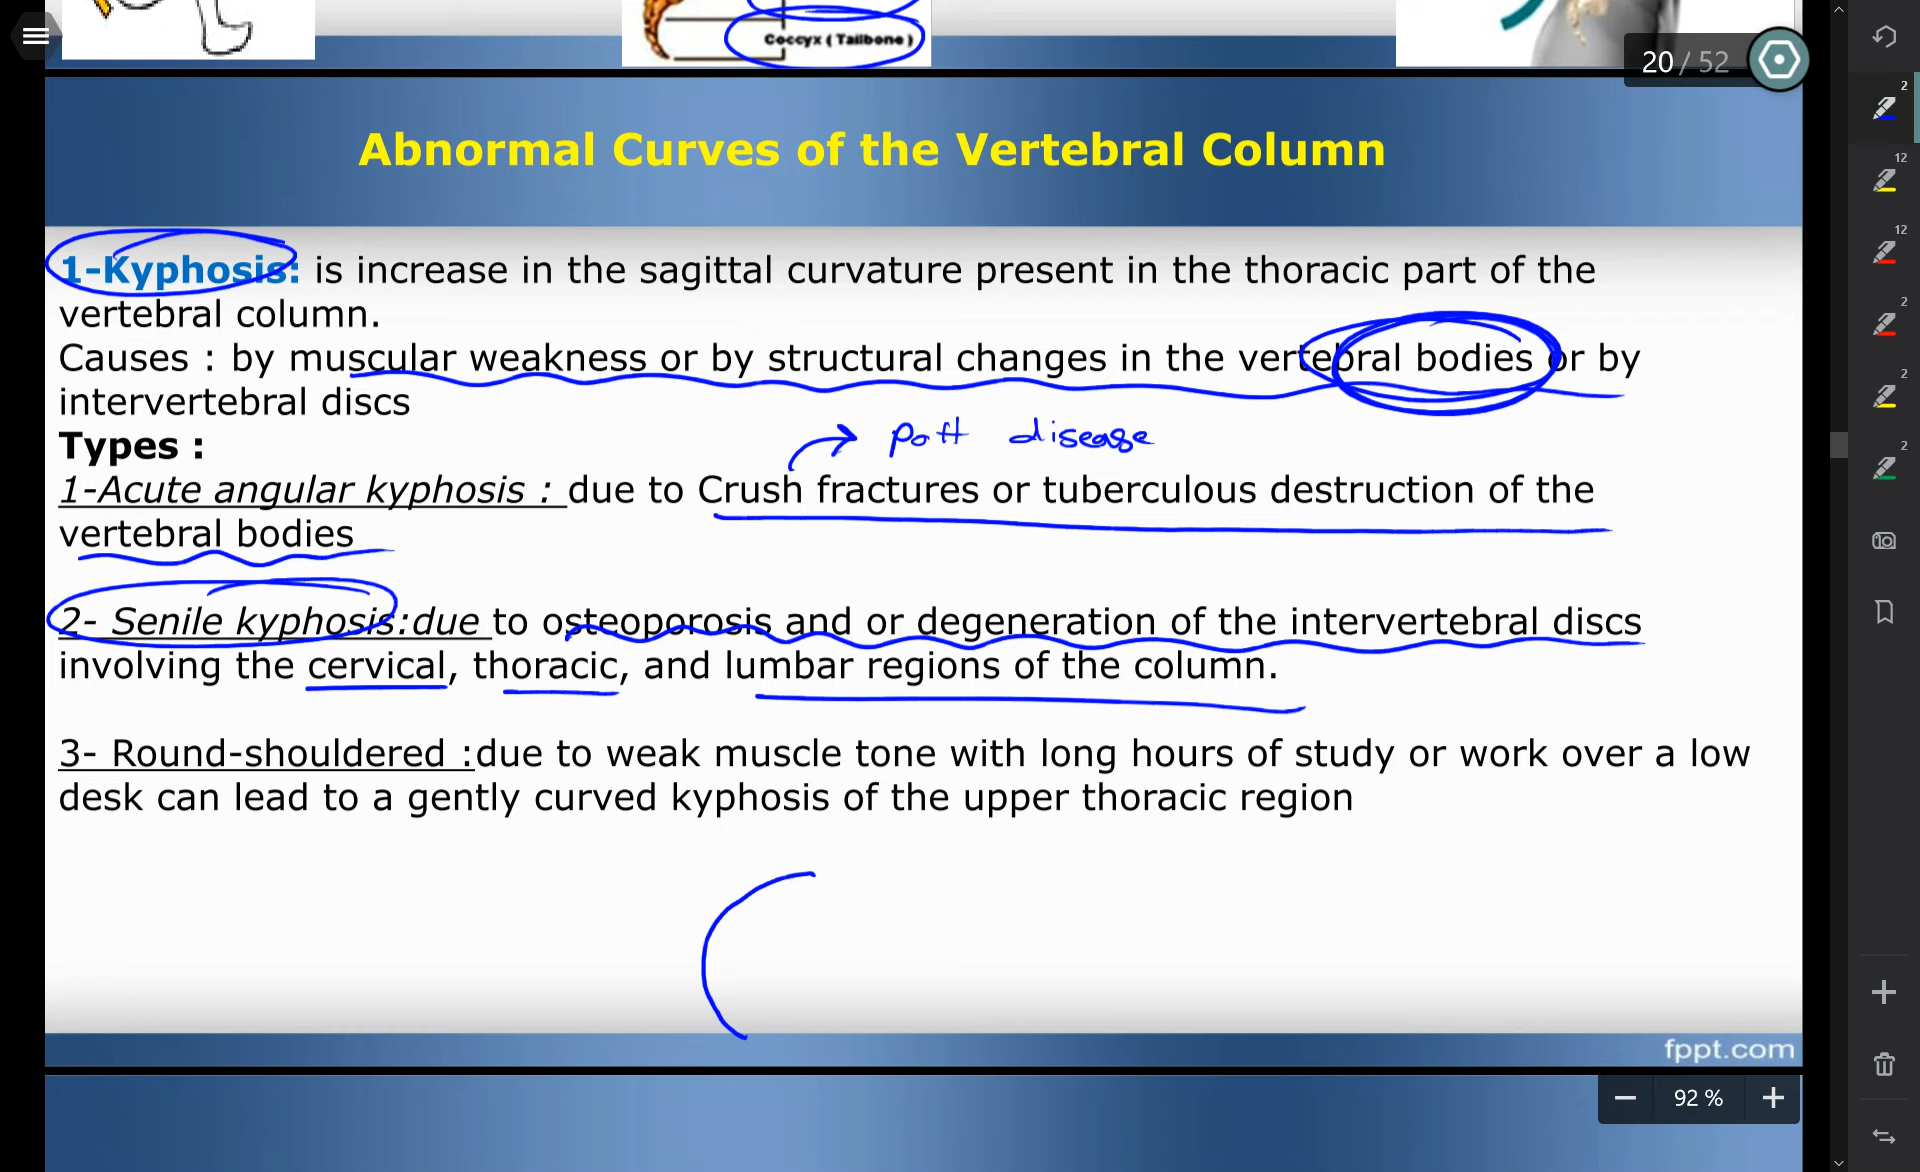 Coccyx ( Tailbone )
20 / 52
Abnormal Curves of the Vertebral Column
1-Kyphosis: is increase in the sagittal curvature present in the thoracic part of the
vertebral column.
Causes : by muscular weakness or by structural changes in the vertebral bodies or by
intervertebral discs
Types :
pott disease
1-Acute angular kyphosis : due to Crush fractures or tuberculous destruction of the
vertebral bodies
2- Senile kyphosis:due to osteoporosis and or degeneration of the intervertebral discs
involving the cervical, thoracic, and lumbar regions of the column.
3- Round-shouldered :due to weak muscle tone with long hours of study or work over a low
desk can lead to a gently curved kyphosis of the upper thoracic region
fppt.com
92 %
2
12
12
2
2
2